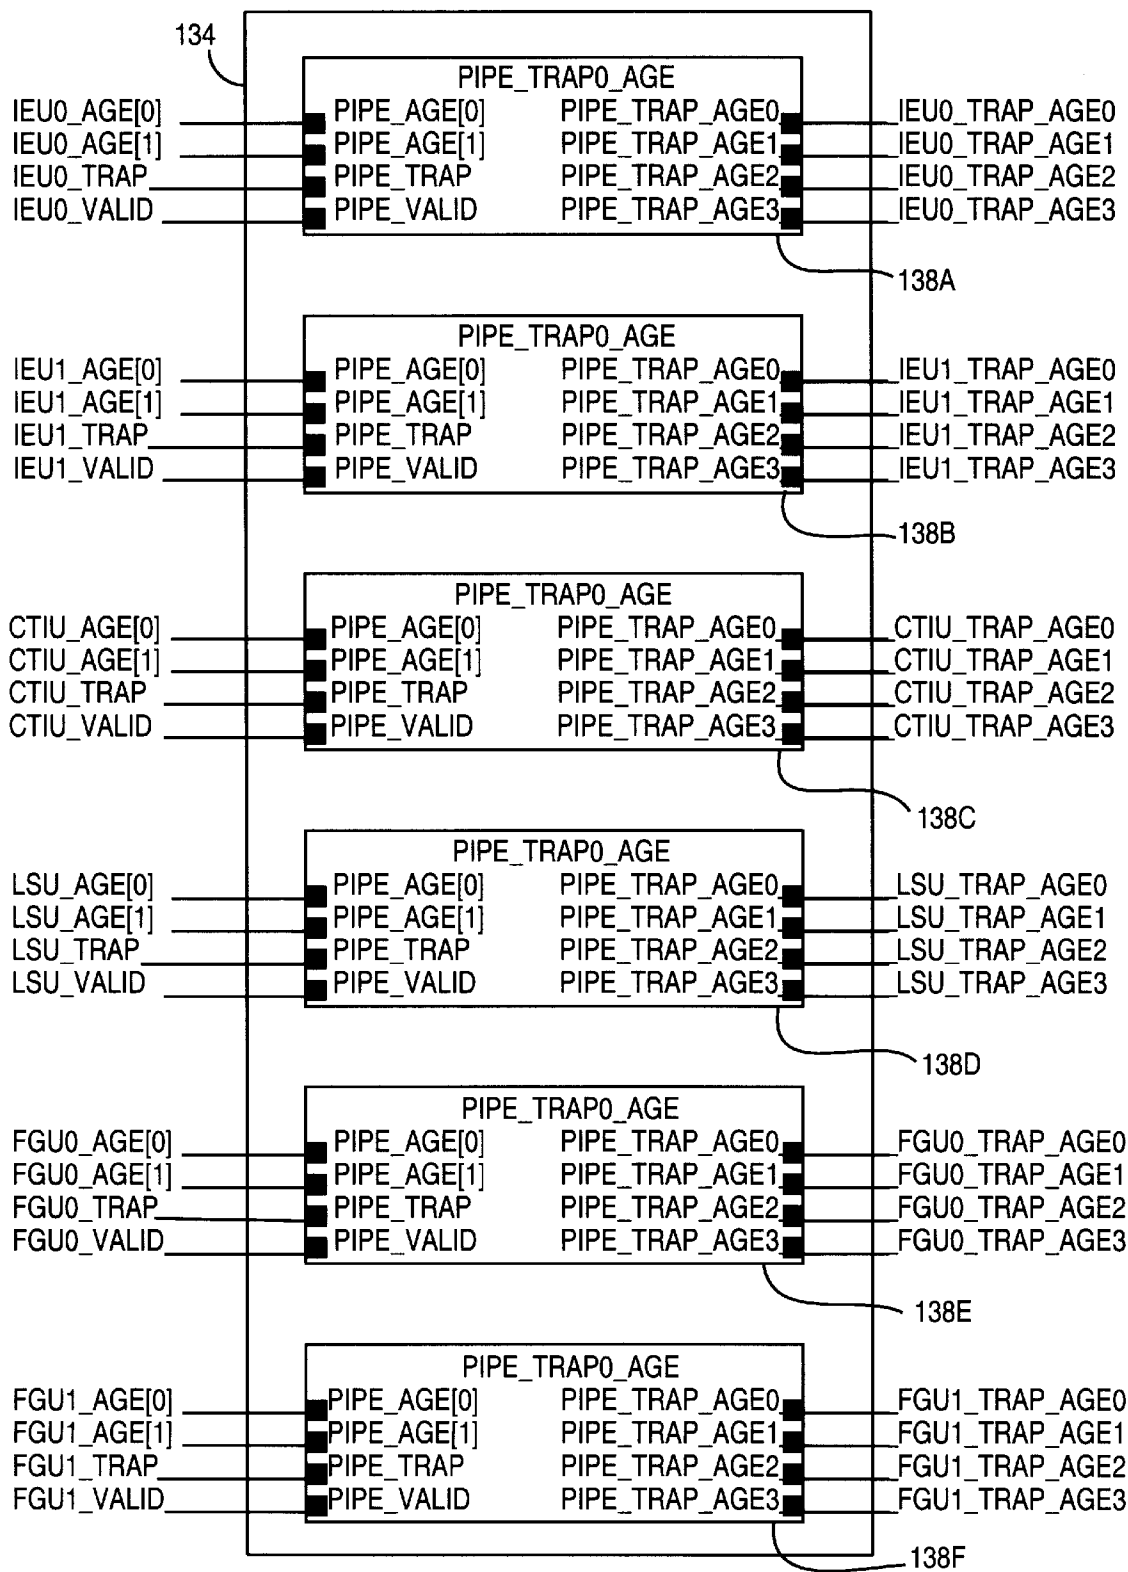 134
PIPE_TRAP0_AGE
IEU0_AGE[0] PIPE_AGE[0] PIPE_TRAP_AGE0 IEU0_TRAP_AGE0
IEU0_AGE[1] PIPE_AGE[1] PIPE_TRAP_AGE1 IEU0_TRAP_AGE1
IEU0_TRAP PIPE_TRAP PIPE_TRAP_AGE2 IEU0_TRAP_AGE2
IEU0_VALID PIPE_VALID PIPE_TRAP_AGE3 IEU0_TRAP_AGE3
138A
PIPE_TRAP0_AGE
IEU1_AGE[0] PIPE_AGE[0] PIPE_TRAP_AGE0 IEU1_TRAP_AGE0
IEU1_AGE[1] PIPE_AGE[1] PIPE_TRAP_AGE1 IEU1_TRAP_AGE1
IEU1_TRAP PIPE_TRAP PIPE_TRAP_AGE2 IEU1_TRAP_AGE2
IEU1_VALID PIPE_VALID PIPE_TRAP_AGE3 IEU1_TRAP_AGE3
138B
PIPE_TRAP0_AGE
CTIU_AGE[0] PIPE_AGE[0] PIPE_TRAP_AGE0 CTIU_TRAP_AGE0
CTIU_AGE[1] PIPE_AGE[1] PIPE_TRAP_AGE1 CTIU_TRAP_AGE1
CTIU_TRAP PIPE_TRAP PIPE_TRAP_AGE2 CTIU_TRAP_AGE2
CTIU_VALID PIPE_VALID PIPE_TRAP_AGE3 CTIU_TRAP_AGE3
138C
PIPE_TRAP0_AGE
LSU_AGE[0] PIPE_AGE[0] PIPE_TRAP_AGE0 LSU_TRAP_AGE0
LSU_AGE[1] PIPE_AGE[1] PIPE_TRAP_AGE1 LSU_TRAP_AGE1
LSU_TRAP PIPE_TRAP PIPE_TRAP_AGE2 LSU_TRAP_AGE2
LSU_VALID PIPE_VALID PIPE_TRAP_AGE3 LSU_TRAP_AGE3
138D
PIPE_TRAP0_AGE
FGU0_AGE[0] PIPE_AGE[0] PIPE_TRAP_AGE0 FGU0_TRAP_AGE0
FGU0_AGE[1] PIPE_AGE[1] PIPE_TRAP_AGE1 FGU0_TRAP_AGE1
FGU0_TRAP PIPE_TRAP PIPE_TRAP_AGE2 FGU0_TRAP_AGE2
FGU0_VALID PIPE_VALID PIPE_TRAP_AGE3 FGU0_TRAP_AGE3
138E
PIPE_TRAP0_AGE
FGU1_AGE[0] PIPE_AGE[0] PIPE_TRAP_AGE0 FGU1_TRAP_AGE0
FGU1_AGE[1] PIPE_AGE[1] PIPE_TRAP_AGE1 FGU1_TRAP_AGE1
FGU1_TRAP PIPE_TRAP PIPE_TRAP_AGE2 FGU1_TRAP_AGE2
FGU1_VALID PIPE_VALID PIPE_TRAP_AGE3 FGU1_TRAP_AGE3
138F